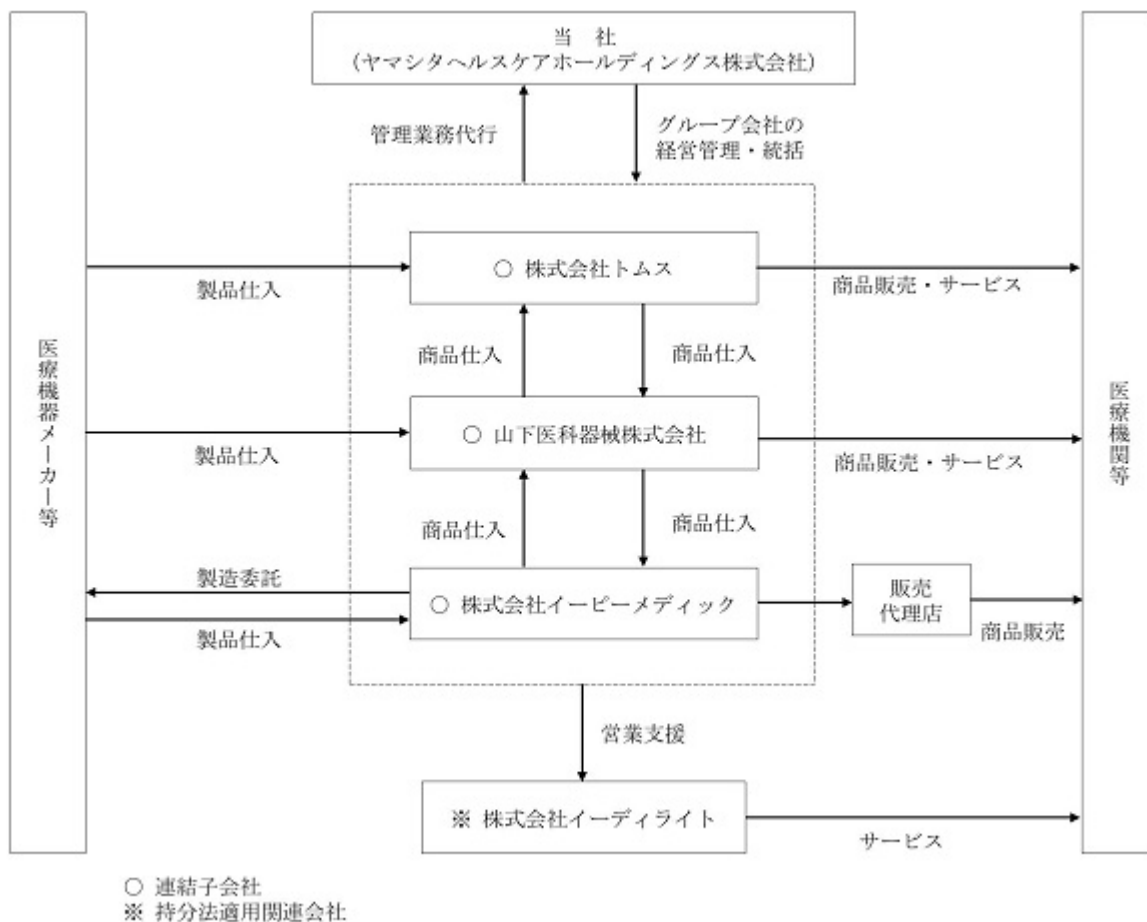 当 社
(ヤマシタヘルスケアホールディングス株式会社)
管理業務代行
グループ会社の
経営管理・統括
医療機器メーカー等
医療機関等
○ 株式会社トムス
製品仕入
商品販売・サービス
商品仕入
商品仕入
○ 山下医科器械株式会社
製品仕入
商品販売・サービス
商品仕入
商品仕入
製造委託
○ 株式会社イーピーメディック
販売
代理店
製品仕入
商品販売
営業支援
※ 株式会社イーディライト
サービス
○ 連結子会社
※ 持分法適用関連会社